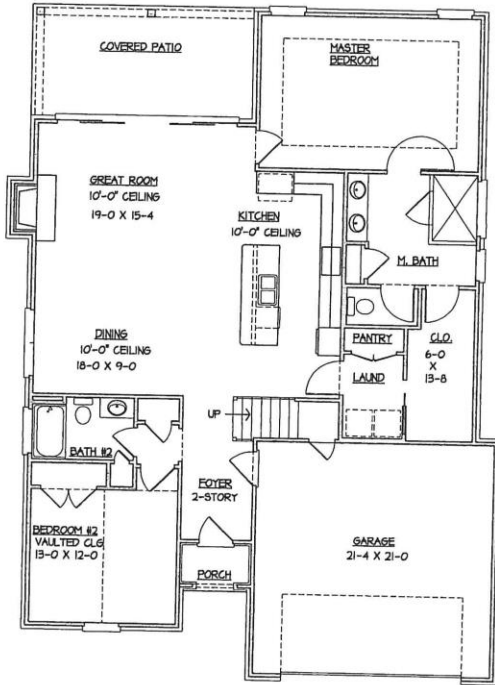 COVERED PATIO
MASTER
BEDROOM
GREAT ROOM
10'-0" CEILING
19-0 X 15-4
KITCHEN
10'-0" CEILING
M. BATH
DINING
10'-0" CEILING
18-0 X 9-0
PANTRY
CLO.
6-0
X
13-8
LAUND
UP
BATH #2
FOYER
2-STORY
BEDROOM #2
VAULTED CLG
13-0 X 12-0
GARAGE
21-4 X 21-0
PORCH